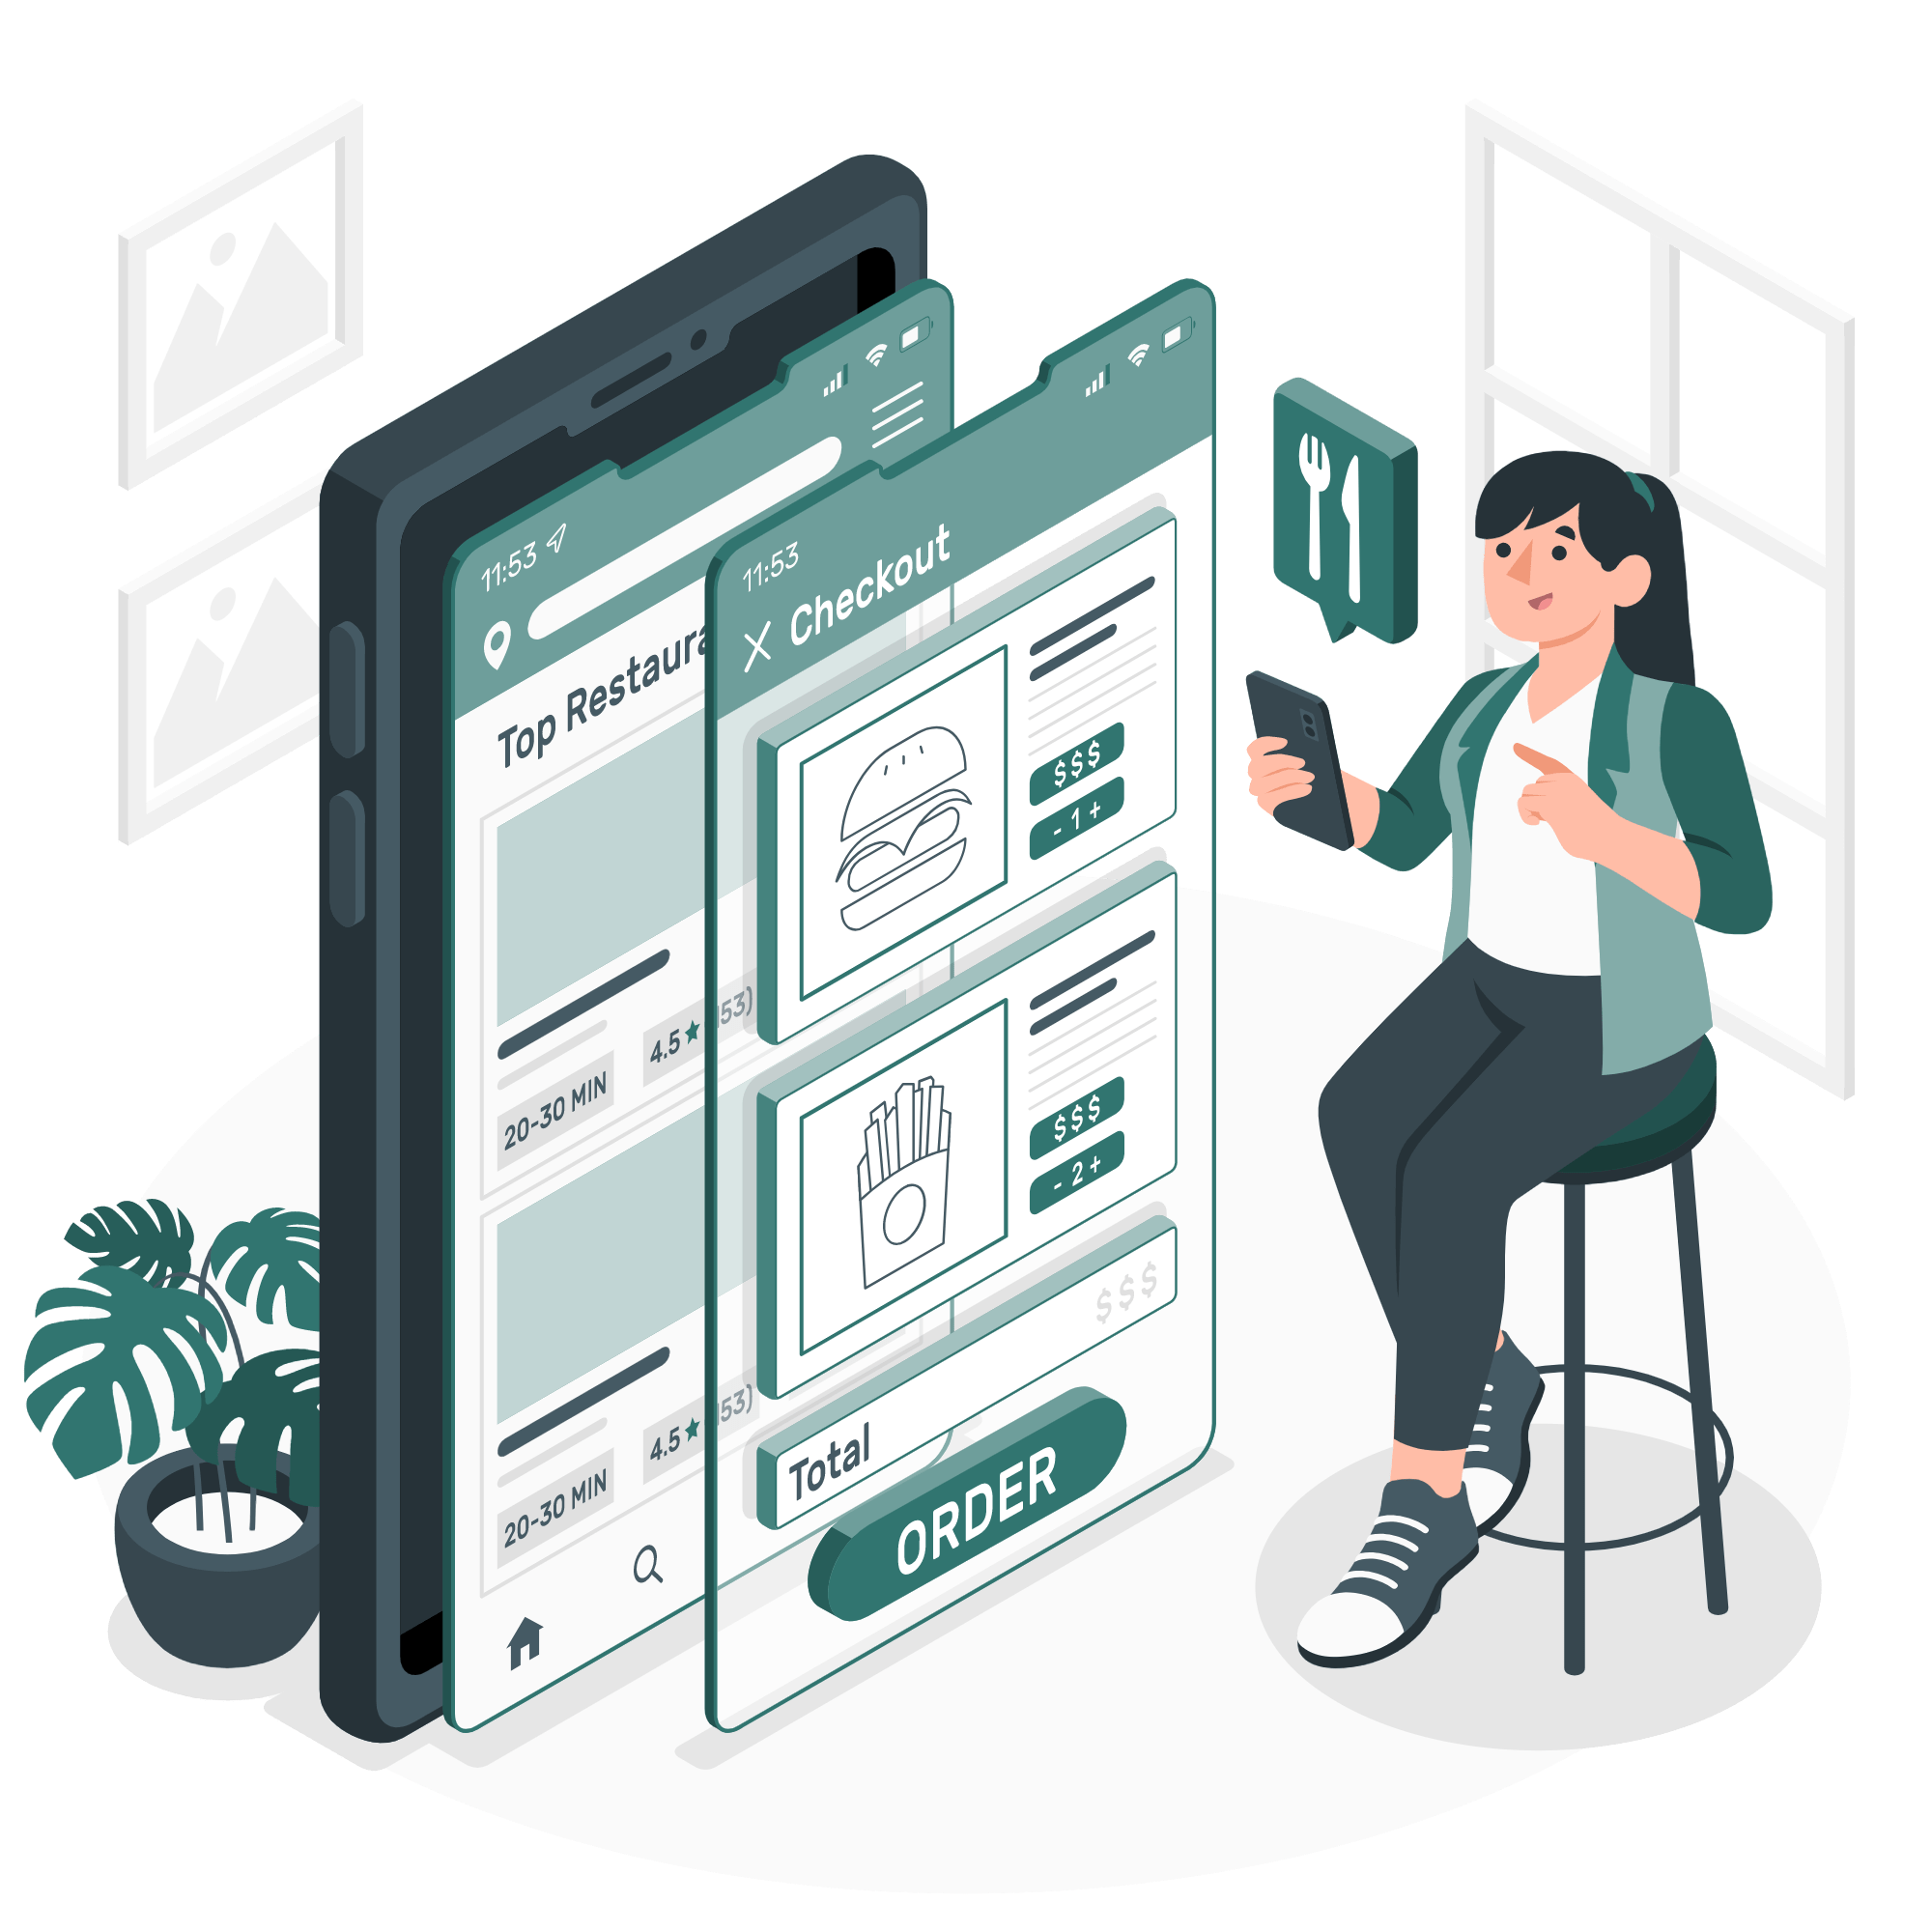 11:53
Top
4.5
53)
20-30 MIN
4.5
53)
20-30 MIN
11:53
Checkout
$$$
- 1 +
$$$
- 2 +
$$$
Total
ORDER